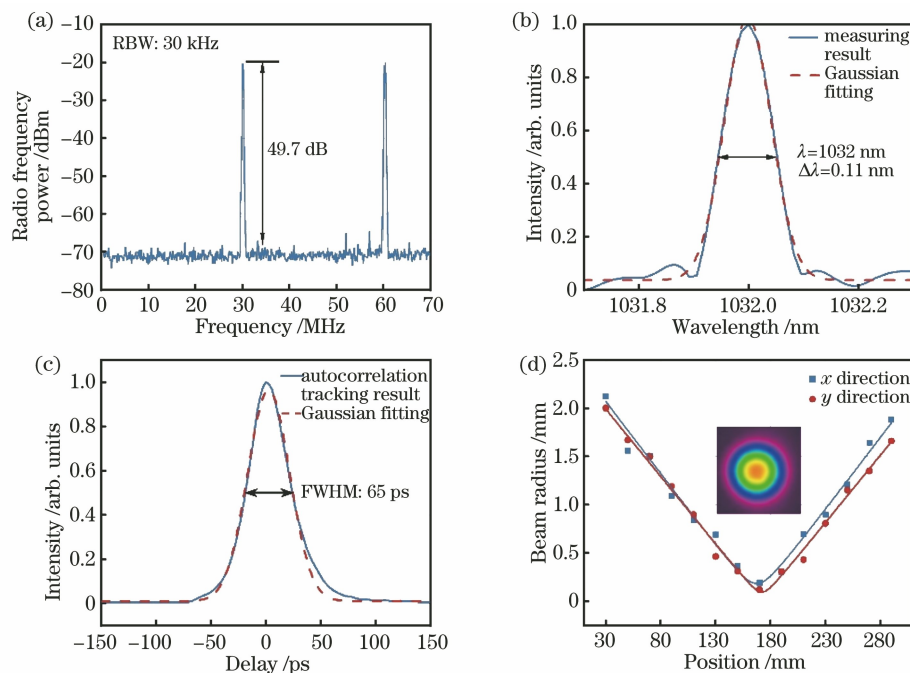 (a)
RBW: 30 kHz
49.7 dB
Radio frequency
power /dBm
-10
-20
-30
-40
-50
-60
-70
-80
0 10 20 30 40 50 60 70
Frequency /MHz
(b)
measuring
result
Gaussian
fitting
λ=1032 nm
Δλ=0.11 nm
Intensity /arb. units
1.0
0.8
0.6
0.4
0.2
0
1031.8 1032.0 1032.2
Wavelength /nm
(c)
autocorrelation
tracking result
Gaussian fitting
FWHM: 65 ps
Intensity /arb. units
1.0
0.8
0.6
0.4
0.2
0
-150 -100 -50 0 50 100 150
Delay /ps
(d)
x direction
y direction
Beam radius /mm
2.5
2.0
1.5
1.0
0.5
0
30 80 130 180 230 280
Position /mm